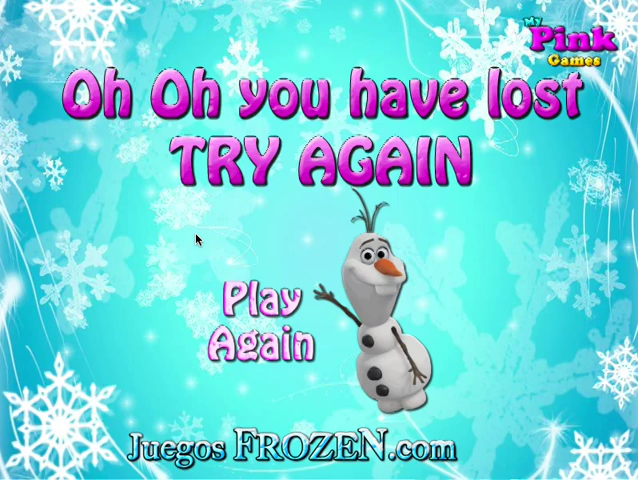 My
Pink
Games
Oh Oh you have lost
TRY AGAIN
Play
Again
Juegos FROZEN.com